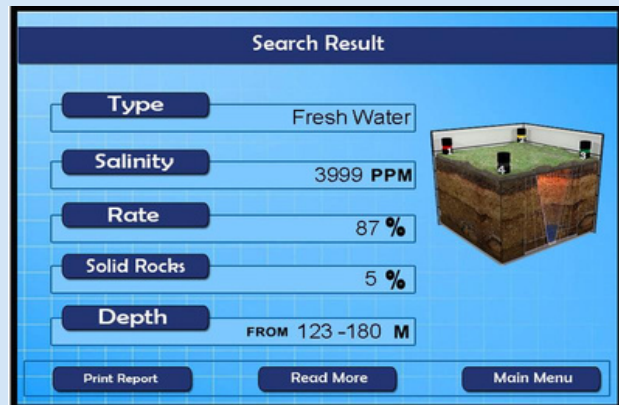 Search Result
Type
Fresh Water
Salinity
3999 PPM
Rate
87 %
Solid Rocks
5 %
Depth
FROM 123 -180 M
Print Report
Read More
Main Menu